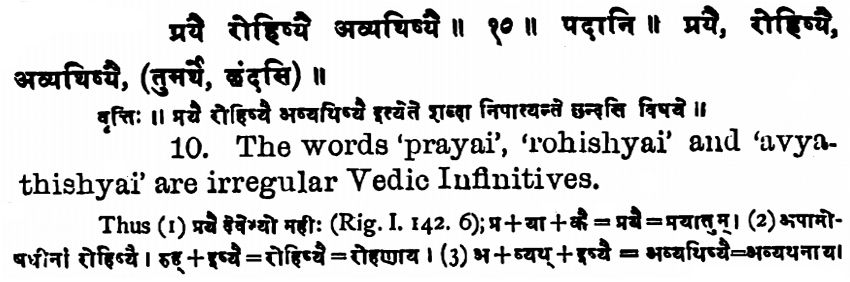 प्रयै रोहिष्यै अव्यथिष्यै ॥ १० ॥ पदानि ॥ प्रयै, रोहिष्यै,
अव्यथिष्यै, (तुमर्थे, छंदसि) ॥
वृत्तिः ॥ प्रयै रोहिष्यै अव्यथिष्यै इत्येते शब्दा निपात्यन्ते छन्दसि विषये ॥
10. The words 'prayai', 'rohishyai' and 'avya-
thishyai' are irregular Vedic Infinitives.
Thus (1) प्रयै देवेभ्यो महीः (Rig. I. 142. 6); प्र + या + कै = प्रयै = प्रयातुम् । (2) अपामो-
षधीनां रोहिष्यै । रुह् + इष्यै = रोहिष्यै = रोहणाय । (3) अ + व्यथ् + इष्यै = अव्यथिष्यै = अव्यथनाय ।